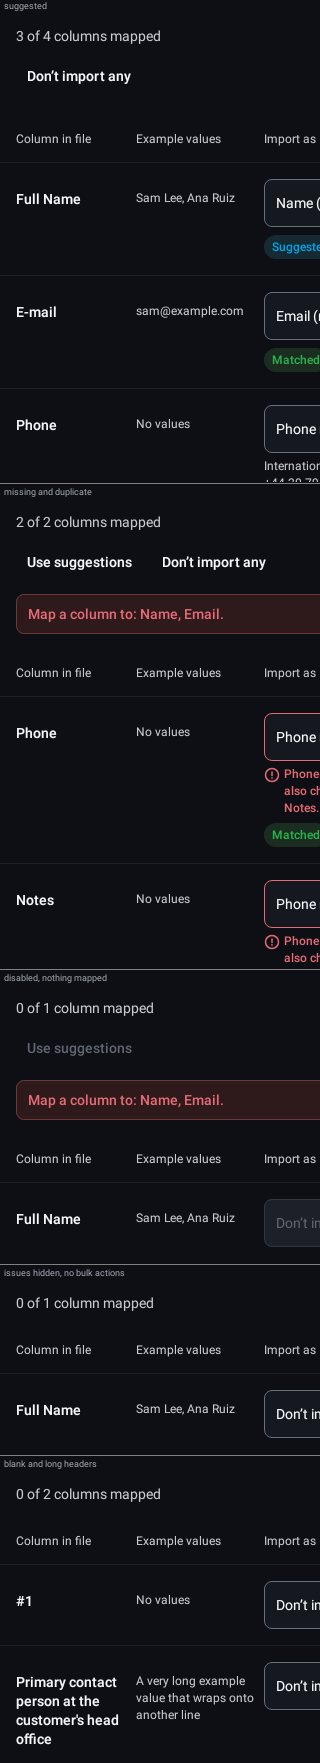 suggested
3 of 4 columns mapped
Don’t import any
Column in file Example values Import as
Full Name Sam Lee, Ana Ruiz Name (
Suggeste
E-mail sam@example.com Email (
Matched
Phone No values Phone
Internation
missing and duplicate
2 of 2 columns mapped
Use suggestions Don’t import any
Map a column to: Name, Email.
Column in file Example values Import as
Phone No values Phone
Phone
also ch
Notes.
Matched
Notes No values Phone
Phone
also ch
disabled, nothing mapped
0 of 1 column mapped
Use suggestions
Map a column to: Name, Email.
Column in file Example values Import as
Full Name Sam Lee, Ana Ruiz Don’t in
issues hidden, no bulk actions
0 of 1 column mapped
Column in file Example values Import as
Full Name Sam Lee, Ana Ruiz Don’t in
blank and long headers
0 of 2 columns mapped
Column in file Example values Import as
#1 No values Don’t in
Primary contact A very long example Don’t in
person at the value that wraps onto
customer's head another line
office